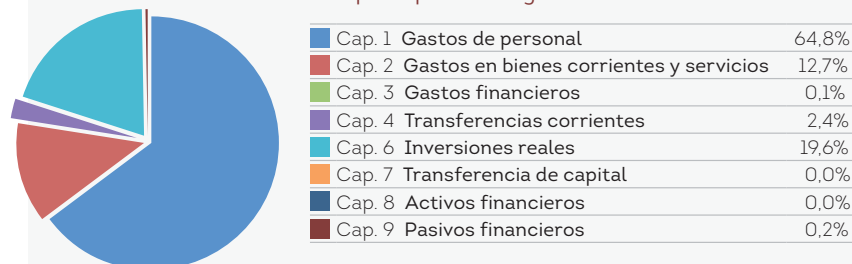 Cap. 1 Gastos de personal 64,8%
Cap. 2 Gastos en bienes corrientes y servicios 12,7%
Cap. 3 Gastos financieros 0,1%
Cap. 4 Transferencias corrientes 2,4%
Cap. 6 Inversiones reales 19,6%
Cap. 7 Transferencia de capital 0,0%
Cap. 8 Activos financieros 0,0%
Cap. 9 Pasivos financieros 0,2%